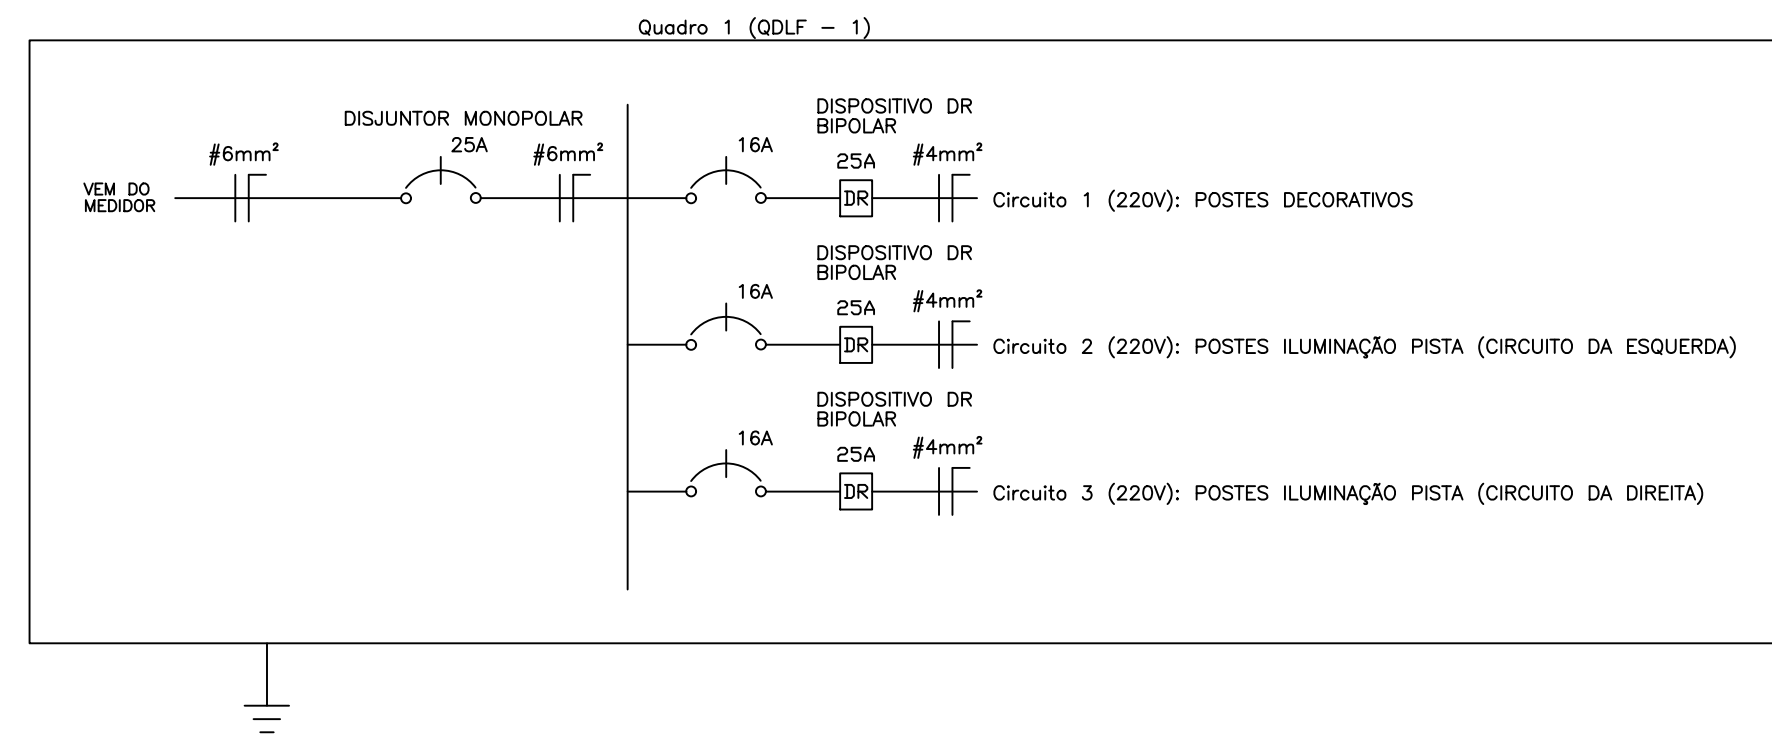 Quadro 1 (QDLF - 1)
DISJUNTOR MONOPOLAR
25A
#6mm²
#6mm²
VEM DO
MEDIDOR
DISPOSITIVO DR
BIPOLAR
16A
25A
#4mm²
DR
Circuito 1 (220V): POSTES DECORATIVOS
DISPOSITIVO DR
BIPOLAR
16A
25A
#4mm²
DR
Circuito 2 (220V): POSTES ILUMINAÇÃO PISTA (CIRCUITO DA ESQUERDA)
DISPOSITIVO DR
BIPOLAR
16A
25A
#4mm²
DR
Circuito 3 (220V): POSTES ILUMINAÇÃO PISTA (CIRCUITO DA DIREITA)